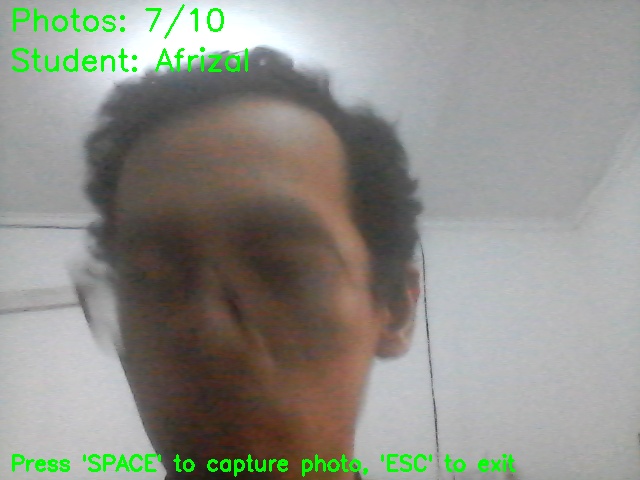 Photos: 7/10
Student: Afrizal
Press 'SPACE' to capture photo, 'ESC' to exit